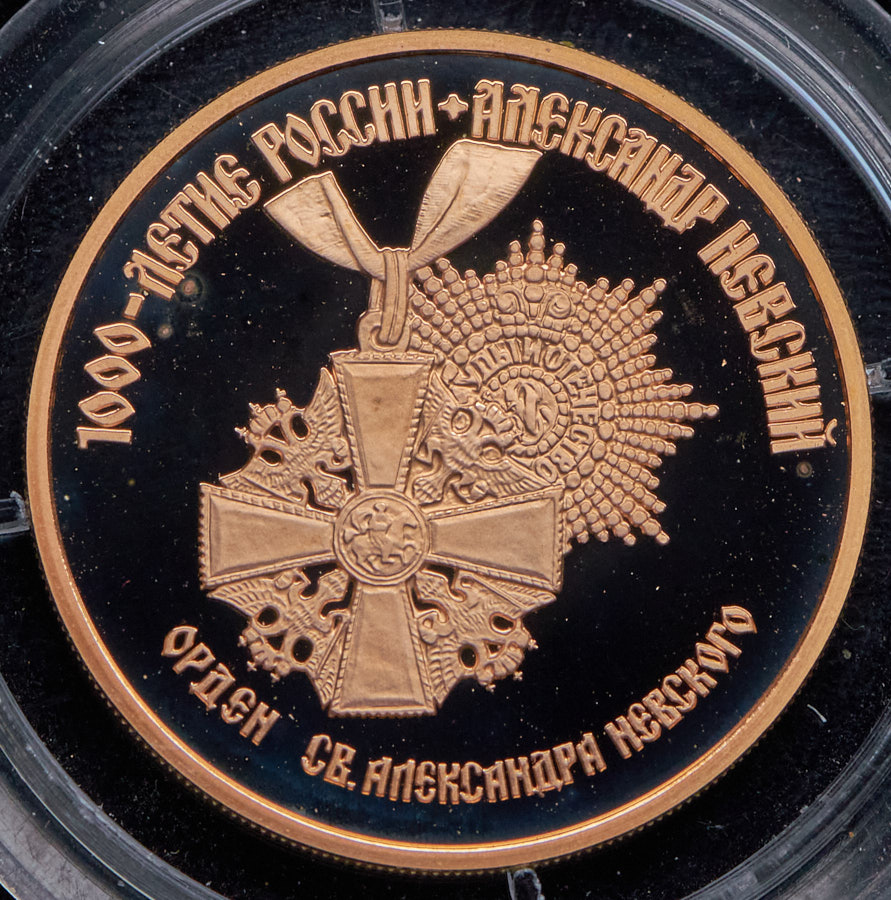 1000-ЛЕТИЕ РОССИИ • АЛЕКСАНДР НЕВСКИЙ
ОРДЕН СВ. АЛЕКСАНДРА НЕВСКОГО